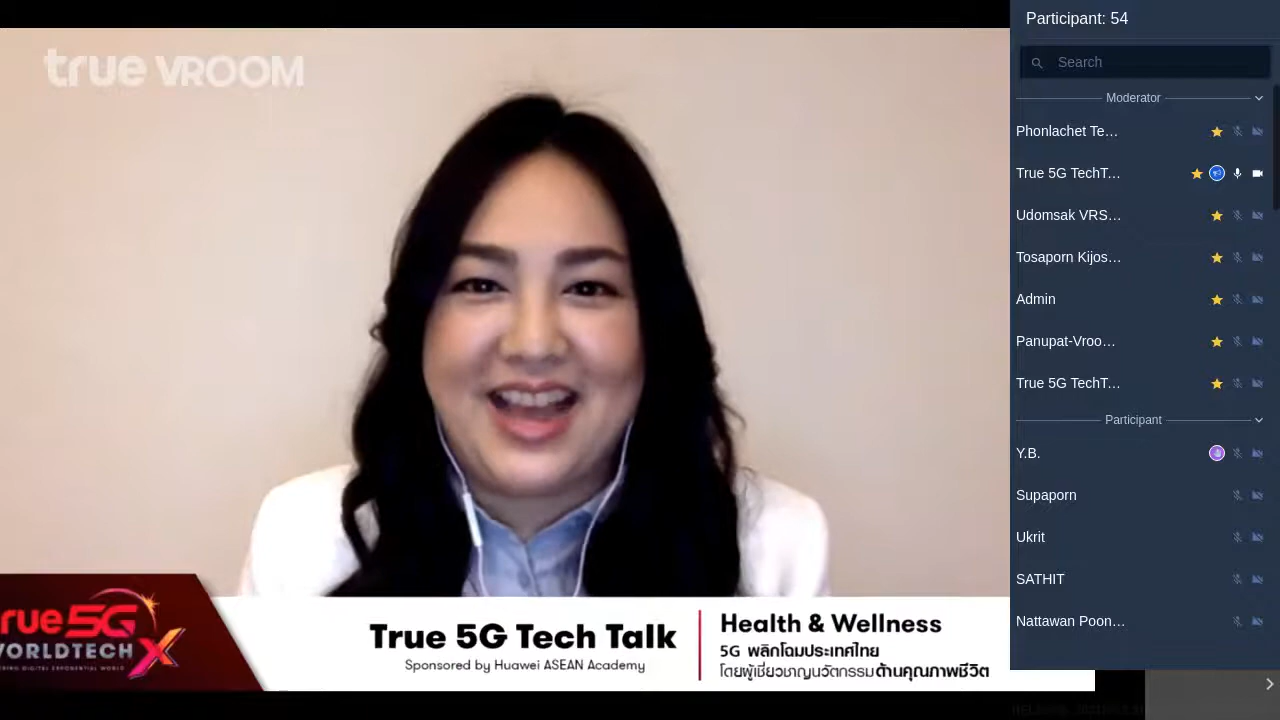 true VROOM
Participant: 54
Search
Moderator
Phonlachet Te...
True 5G TechT...
Udomsak VRS...
Tosaporn Kijos...
Admin
Panupat-Vroo...
True 5G TechT...
Participant
Y.B.
Supaporn
Ukrit
SATHIT
Nattawan Poon...
rue 5G
WORLDTECH X
True 5G Tech Talk
Sponsored by Huawei ASEAN Academy
Health & Wellness
5G พลิกโฉมประเทศไทย
โดยผู้เชี่ยวชาญนวัตกรรมด้านคุณภาพชีวิต